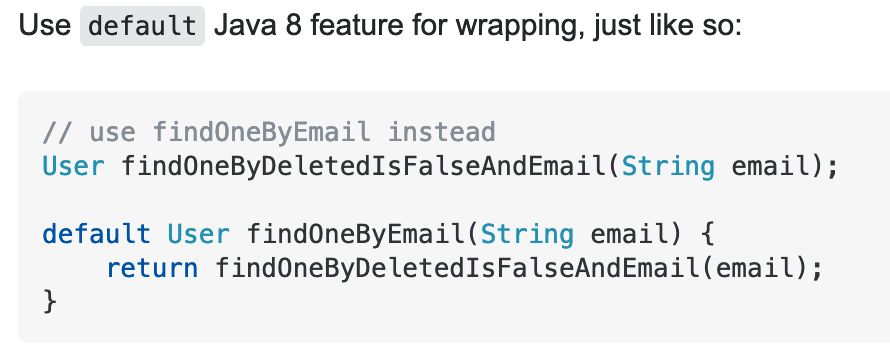 Use default Java 8 feature for wrapping, just like so:
// use findOneByEmail instead
User findOneByDeletedIsFalseAndEmail(String email);
default User findOneByEmail(String email) {
    return findOneByDeletedIsFalseAndEmail(email);
}